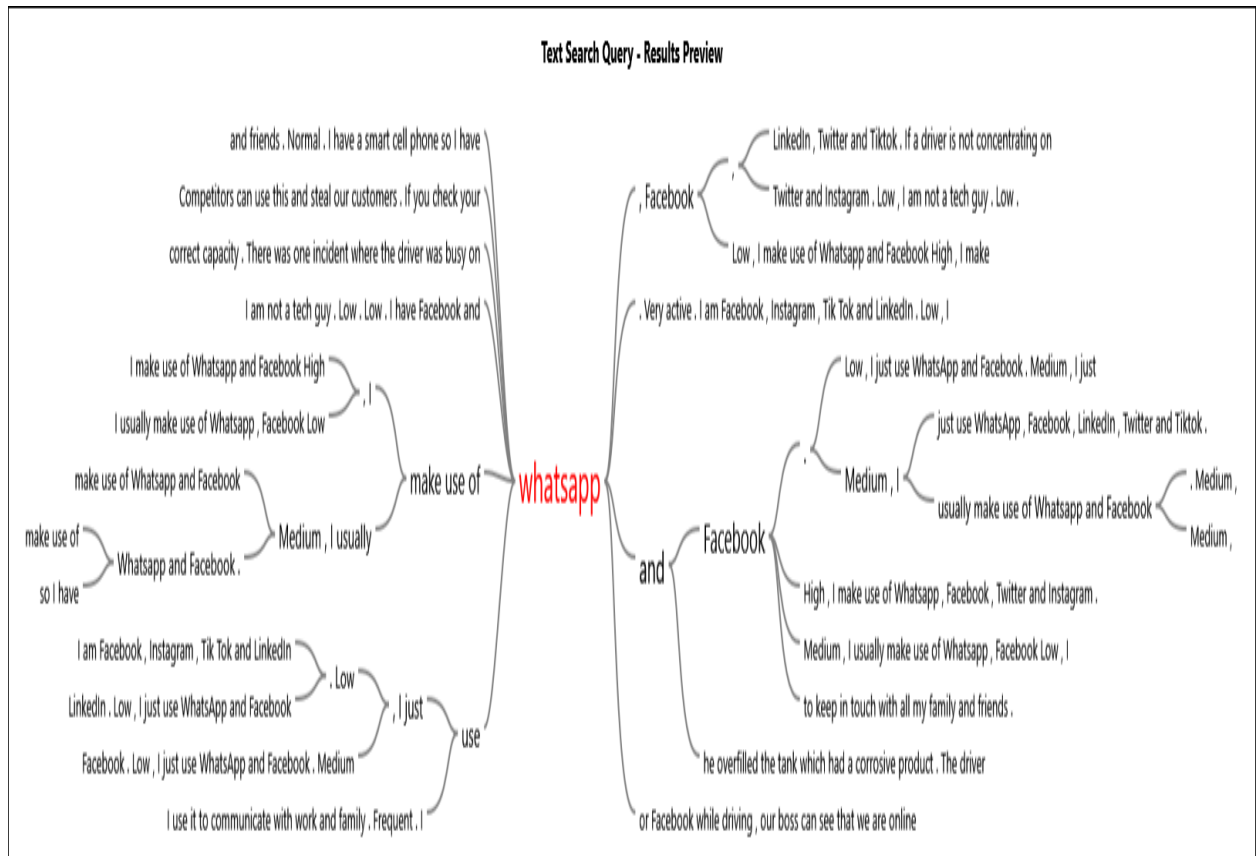 Text Search Query - Results Preview
and friends . Normal . I have a smart cell phone so I have
Competitors can use this and steal our customers . If you check your
correct capacity . There was one incident where the driver was busy on
I am not a tech guy . Low . Low . I have Facebook and
I make use of Whatsapp and Facebook High
I usually make use of Whatsapp , Facebook Low
, I
make use of Whatsapp and Facebook
make use of
so I have
Whatsapp and Facebook .
Medium , I usually
make use of
I am Facebook , Instagram , Tik Tok and LinkedIn
LinkedIn . Low , I just use WhatsApp and Facebook
. Low
Facebook . Low , I just use WhatsApp and Facebook . Medium
, I just
I use it to communicate with work and family . Frequent . I
use
whatsapp
, Facebook
,
LinkedIn , Twitter and Tiktok . If a driver is not concentrating on
Twitter and Instagram . Low , I am not a tech guy . Low .
Low , I make use of Whatsapp and Facebook High , I make
. Very active . I am Facebook , Instagram , Tik Tok and LinkedIn . Low , I
and
Facebook
.
Low , I just use WhatsApp and Facebook . Medium , I just
Medium , I
just use WhatsApp , Facebook , LinkedIn , Twitter and Tiktok .
usually make use of Whatsapp and Facebook
. Medium ,
Medium ,
High , I make use of Whatsapp , Facebook , Twitter and Instagram .
Medium , I usually make use of Whatsapp , Facebook Low , I
to keep in touch with all my family and friends .
he overfilled the tank which had a corrosive product . The driver
or Facebook while driving , our boss can see that we are online